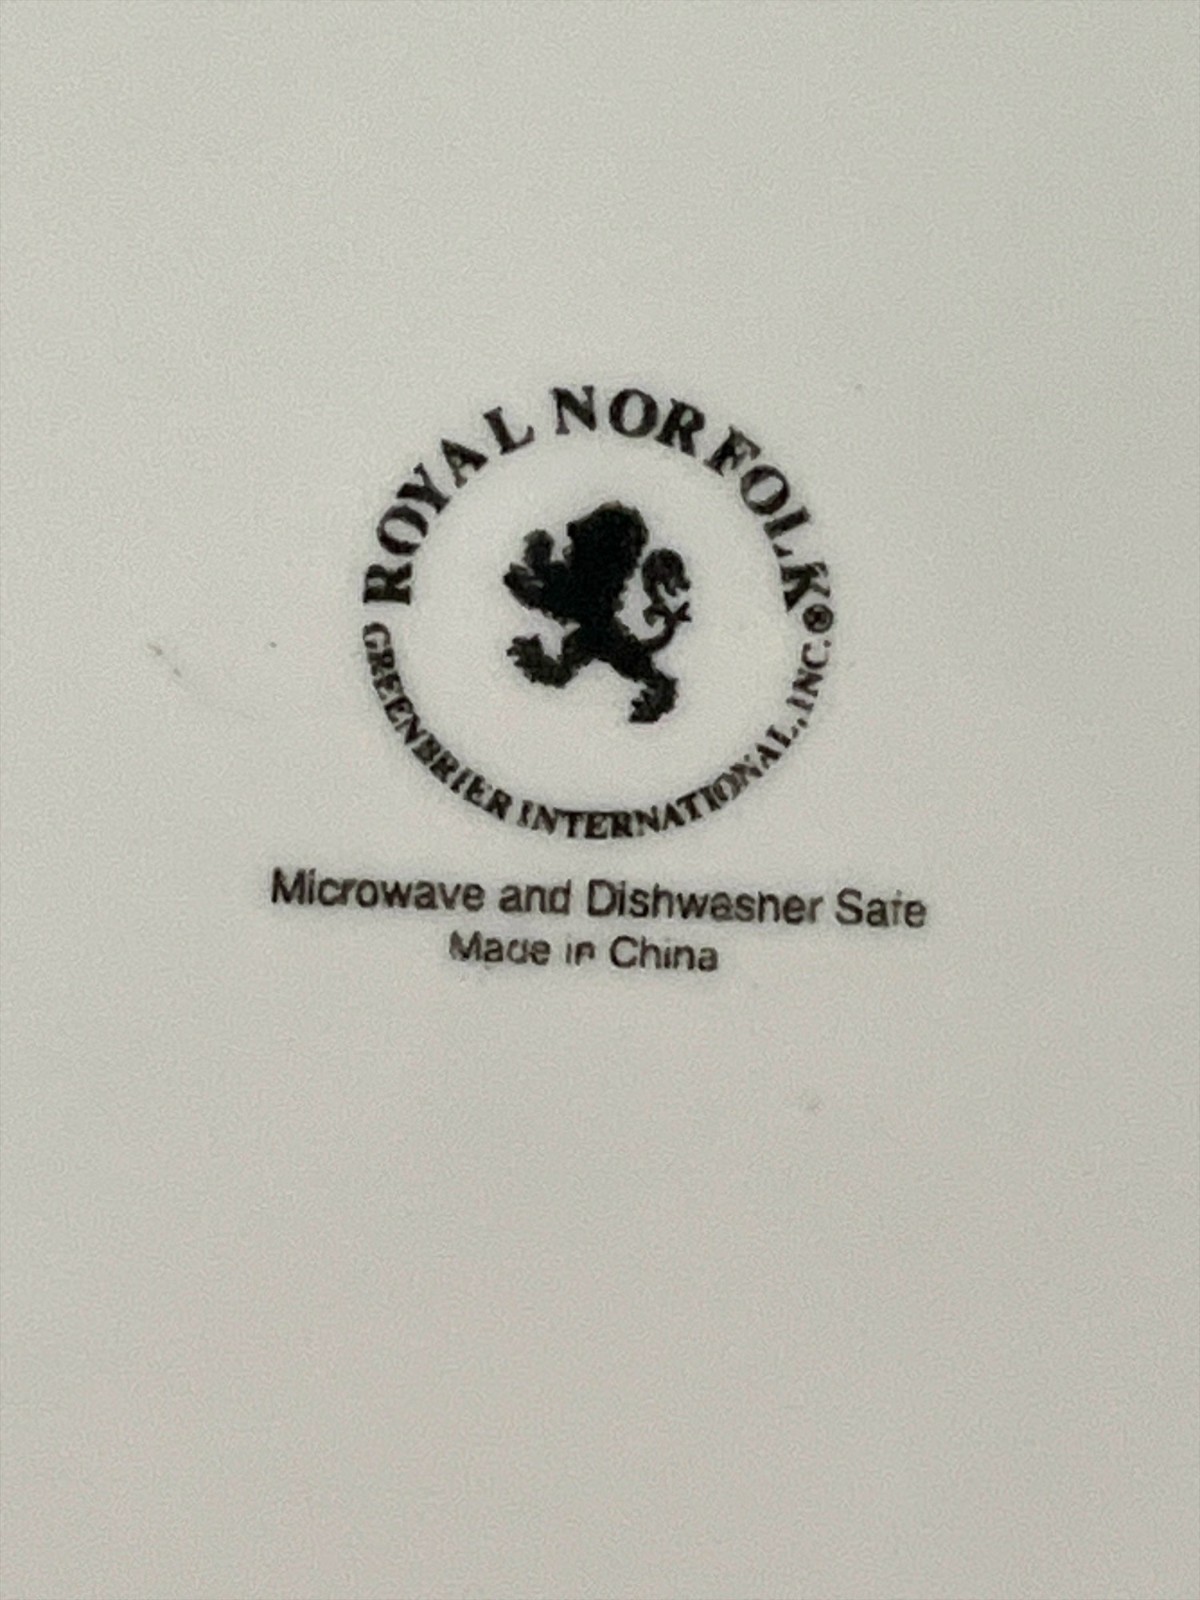 ROYAL NORFOLK®
GREENBRIER INTERNATIONAL, INC.
Microwave and Dishwasher Safe
Made in China